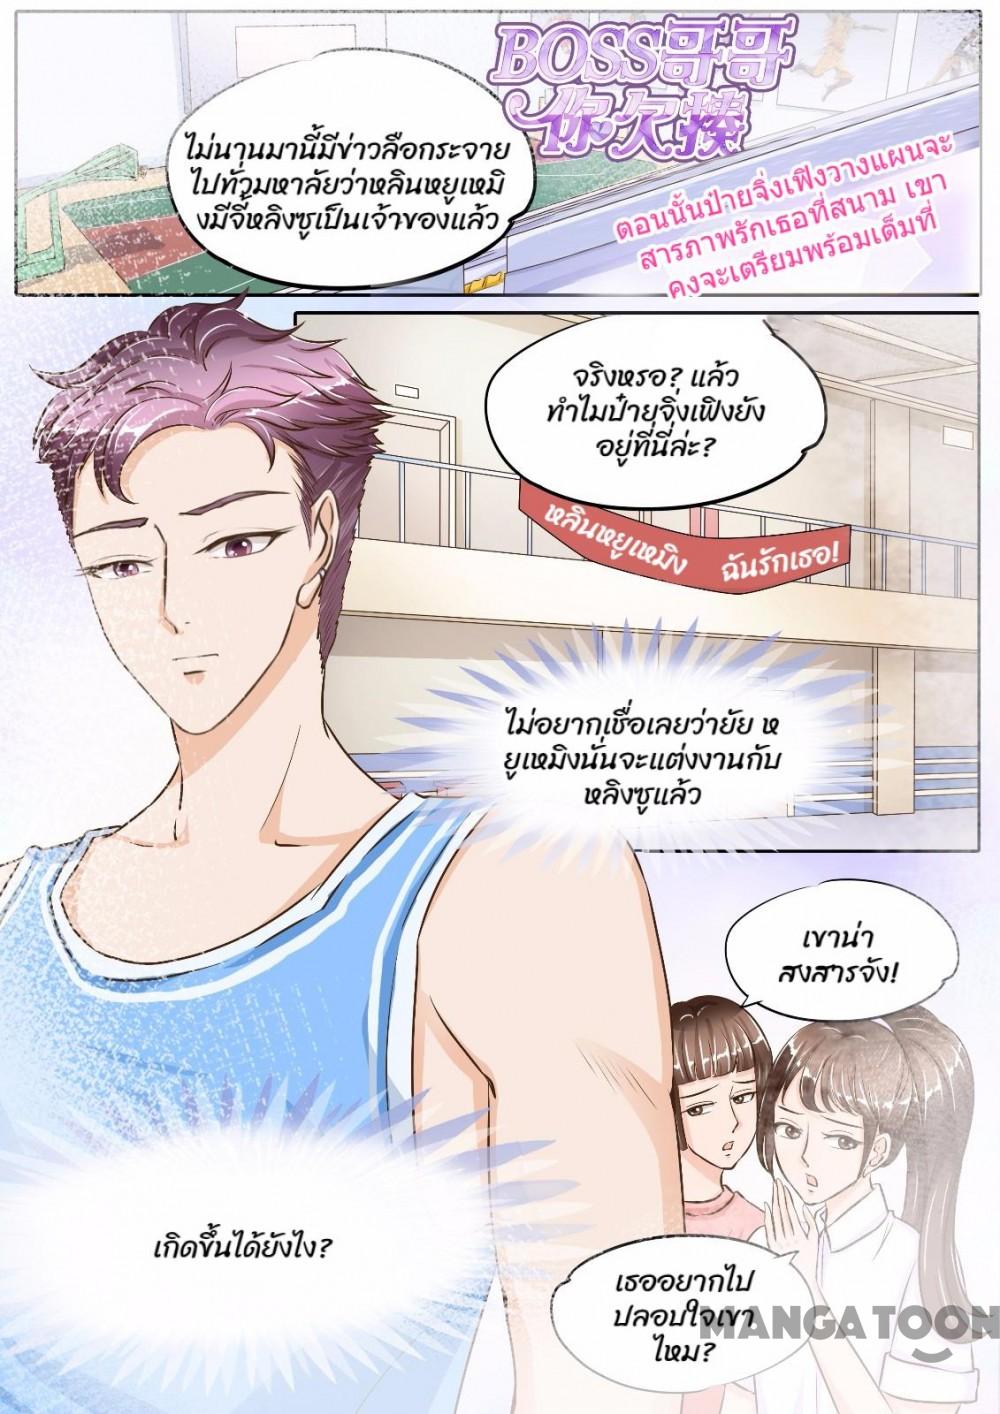 BOSS哥哥
你欠揍
ไม่นานมานี้มีข่าวลือกระจาย
ไปทั่วมหาลัยว่าหลินหยูเหมิ
งมีจี้หลิงซูเป็นเจ้าของแล้ว
ตอนนั้นป๋ายจิ่งเฟิงวางแผนจะ
สารภาพรักเธอที่สนาม เขา
คงจะเตรียมพร้อมเต็มที่
จริงหรอ? แล้ว
ทำไมป๋ายจิ่งเฟิงยัง
อยู่ที่นี่ล่ะ?
หลินหยูเหมิง ฉันรักเธอ!
ไม่อยากเชื่อเลยว่ายัย ห
ยูเหมิงนั่นจะแต่งงานกับ
หลิงซูแล้ว
เขาน่า
สงสารจัง!
เกิดขึ้นได้ยังไง?
เธออยากไป
ปลอบใจเขา
ไหม?
MANGATOON